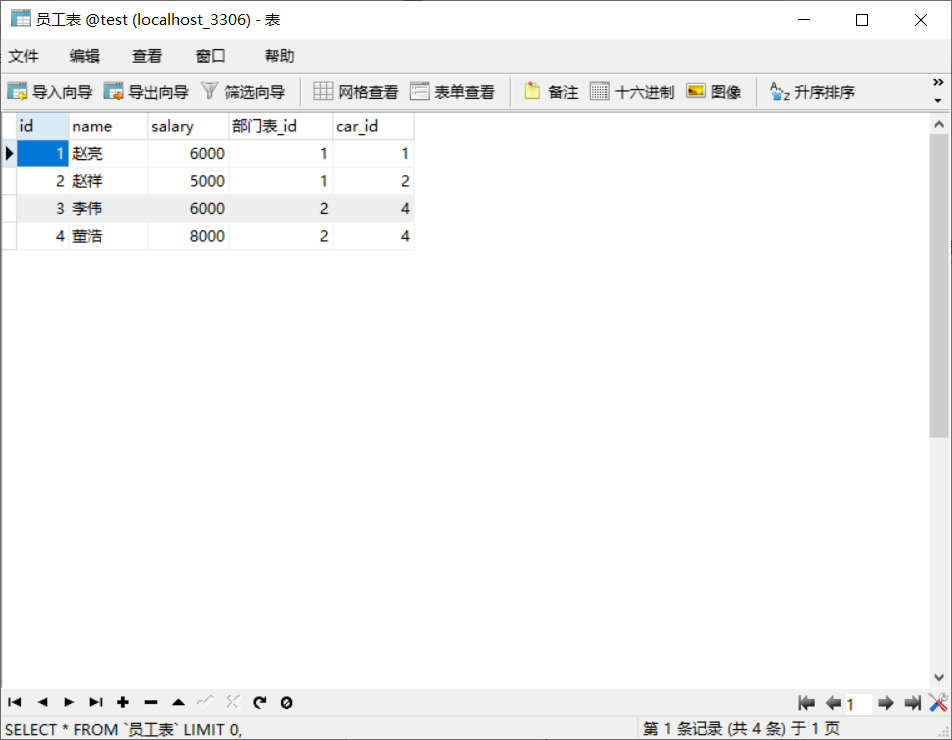 员工表 @test (localhost_3306) - 表
文件 编辑 查看 窗口 帮助
导入向导 导出向导 筛选向导 网格查看 表单查看 备注 十六进制 图像 升序排序
id name salary 部门表_id car_id
1 赵亮 6000 1 1
2 赵祥 5000 1 2
3 李伟 6000 2 4
4 董浩 8000 2 4
1
SELECT * FROM `员工表` LIMIT 0, 第 1 条记录 (共 4 条) 于 1 页